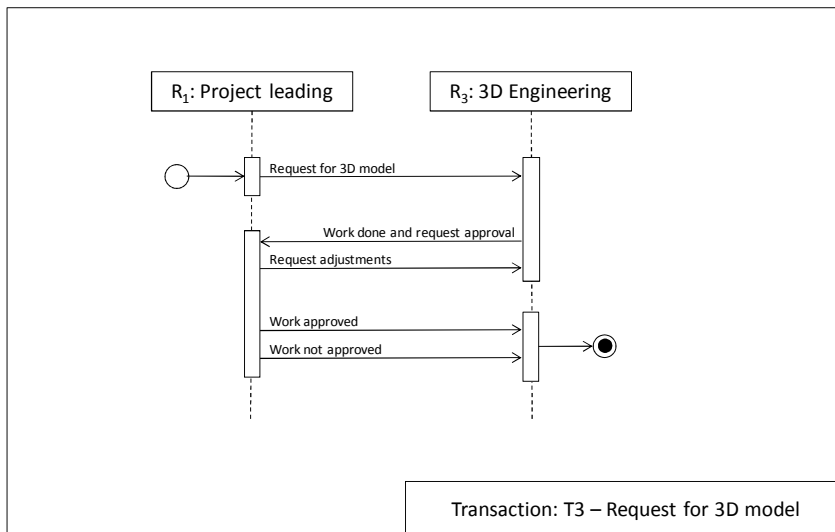 R₁: Project leading
R₃: 3D Engineering
Request for 3D model
Work done and request approval
Request adjustments
Work approved
Work not approved
Transaction: T3 – Request for 3D model